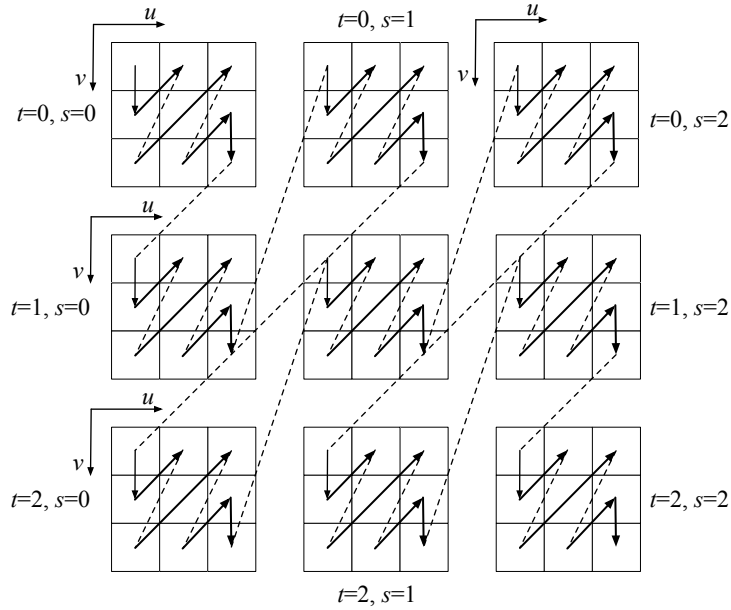 u
t=0, s=1
u
v
v
t=0, s=0
t=0, s=2
u
v
t=1, s=0
t=1, s=2
u
v
t=2, s=0
t=2, s=2
t=2, s=1